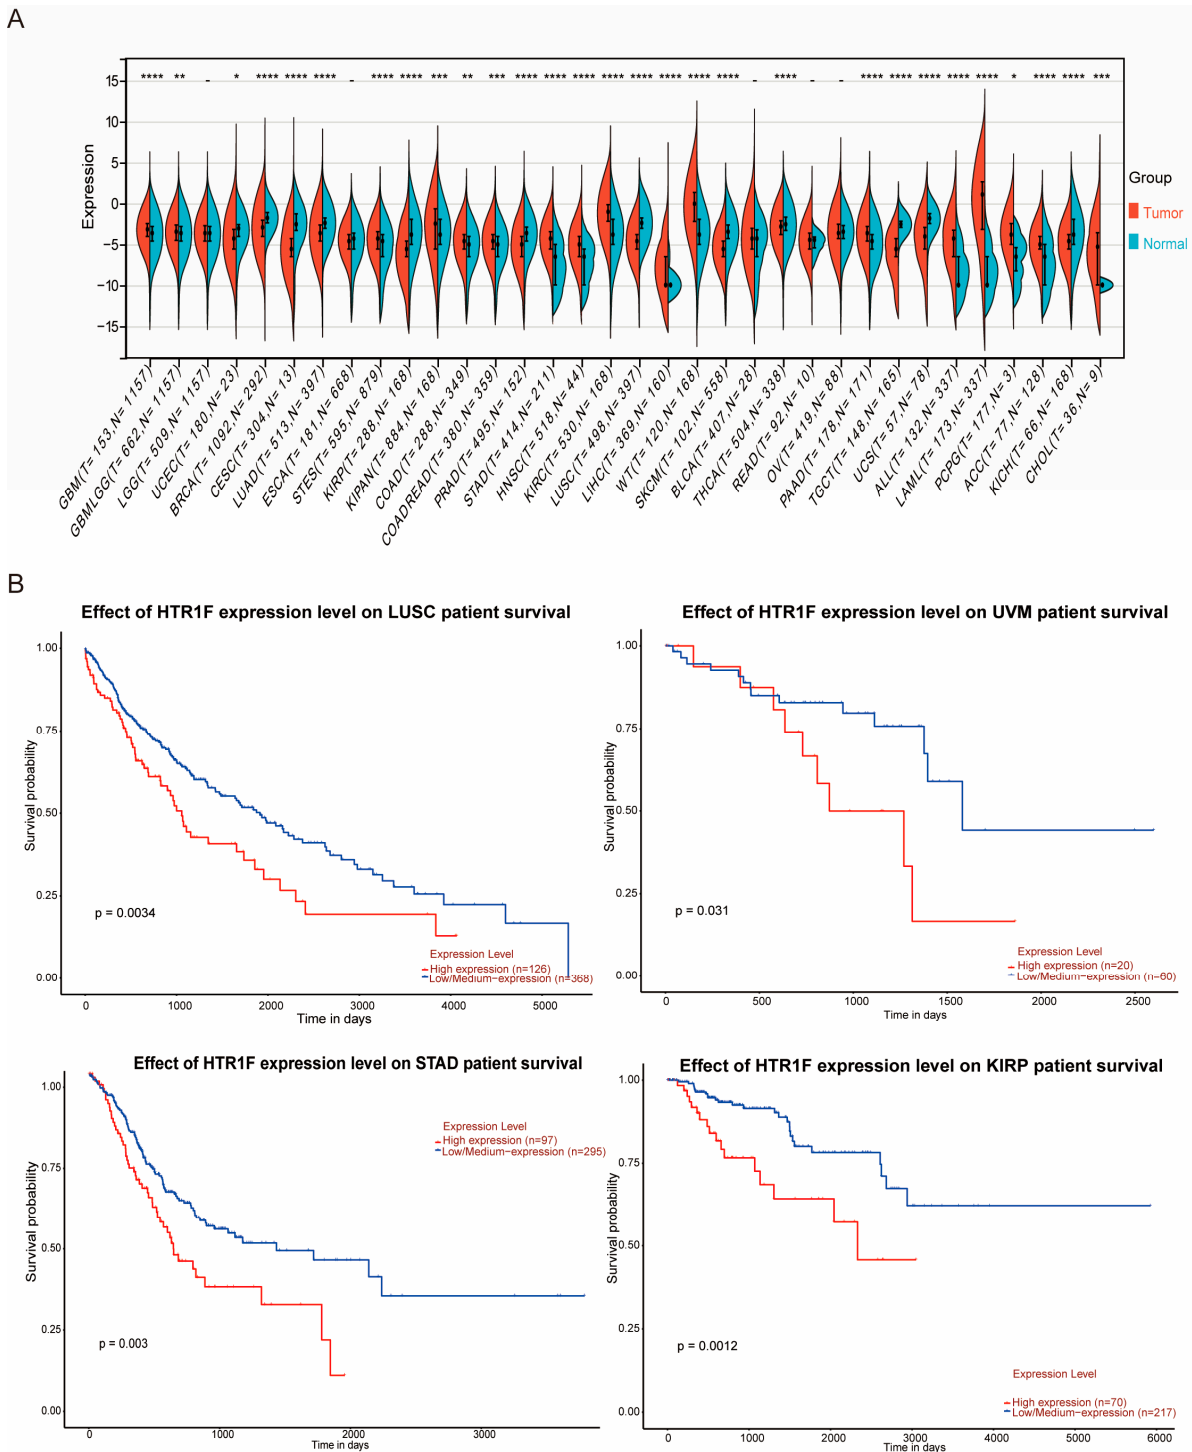 A
**** ** - * **** **** **** - **** **** *** ** *** **** **** **** **** **** **** **** **** - **** - - **** **** **** **** **** * **** **** ***
15
10
5
0
−5
−10
−15
Expression
Group
Tumor
Normal
GBM(T= 153,N= 1157)
GBMLGG(T= 662,N= 1157)
LGG(T= 509,N= 1157)
UCEC(T= 180,N= 23)
BRCA(T= 1092,N= 292)
CESC(T= 304,N= 13)
LUAD(T= 513,N= 397)
ESCA(T= 181,N= 668)
STES(T= 595,N= 879)
KIRP(T= 288,N= 168)
KIPAN(T= 884,N= 168)
COAD(T= 288,N= 349)
COADREAD(T= 380,N= 359)
PRAD(T= 495,N= 152)
STAD(T= 414,N= 211)
HNSC(T= 518,N= 44)
KIRC(T= 530,N= 168)
LUSC(T= 498,N= 397)
LIHC(T= 369,N= 160)
WT(T= 120,N= 168)
SKCM(T= 102,N= 558)
BLCA(T= 407,N= 28)
THCA(T= 504,N= 338)
READ(T= 92,N= 10)
OV(T= 419,N= 88)
PAAD(T= 178,N= 171)
TGCT(T= 148,N= 165)
UCS(T= 57,N= 78)
ALL(T= 132,N= 337)
LAML(T= 173,N= 337)
PCPG(T= 177,N= 3)
ACC(T= 77,N= 128)
KICH(T= 66,N= 168)
CHOL(T= 36,N= 9)
B
Effect of HTR1F expression level on LUSC patient survival
1.00
0.75
0.50
0.25
0.00
Survival probability
p = 0.0034
Expression Level
High expression (n=126)
Low/Medium−expression (n=368)
0 1000 2000 3000 4000 5000
Time in days
Effect of HTR1F expression level on UVM patient survival
1.00
0.75
0.50
0.25
0.00
Survival probability
p = 0.031
Expression Level
High expression (n=20)
Low/Medium−expression (n=60)
0 500 1000 1500 2000 2500
Time in days
Effect of HTR1F expression level on STAD patient survival
1.00
0.75
0.50
0.25
0.00
Survival probability
Expression Level
High expression (n=97)
Low/Medium−expression (n=295)
p = 0.003
0 1000 2000 3000
Time in days
Effect of HTR1F expression level on KIRP patient survival
1.00
0.75
0.50
0.25
0.00
Survival probability
p = 0.0012
Expression Level
High expression (n=70)
Low/Medium−expression (n=217)
0 1000 2000 3000 4000 5000 6000
Time in days